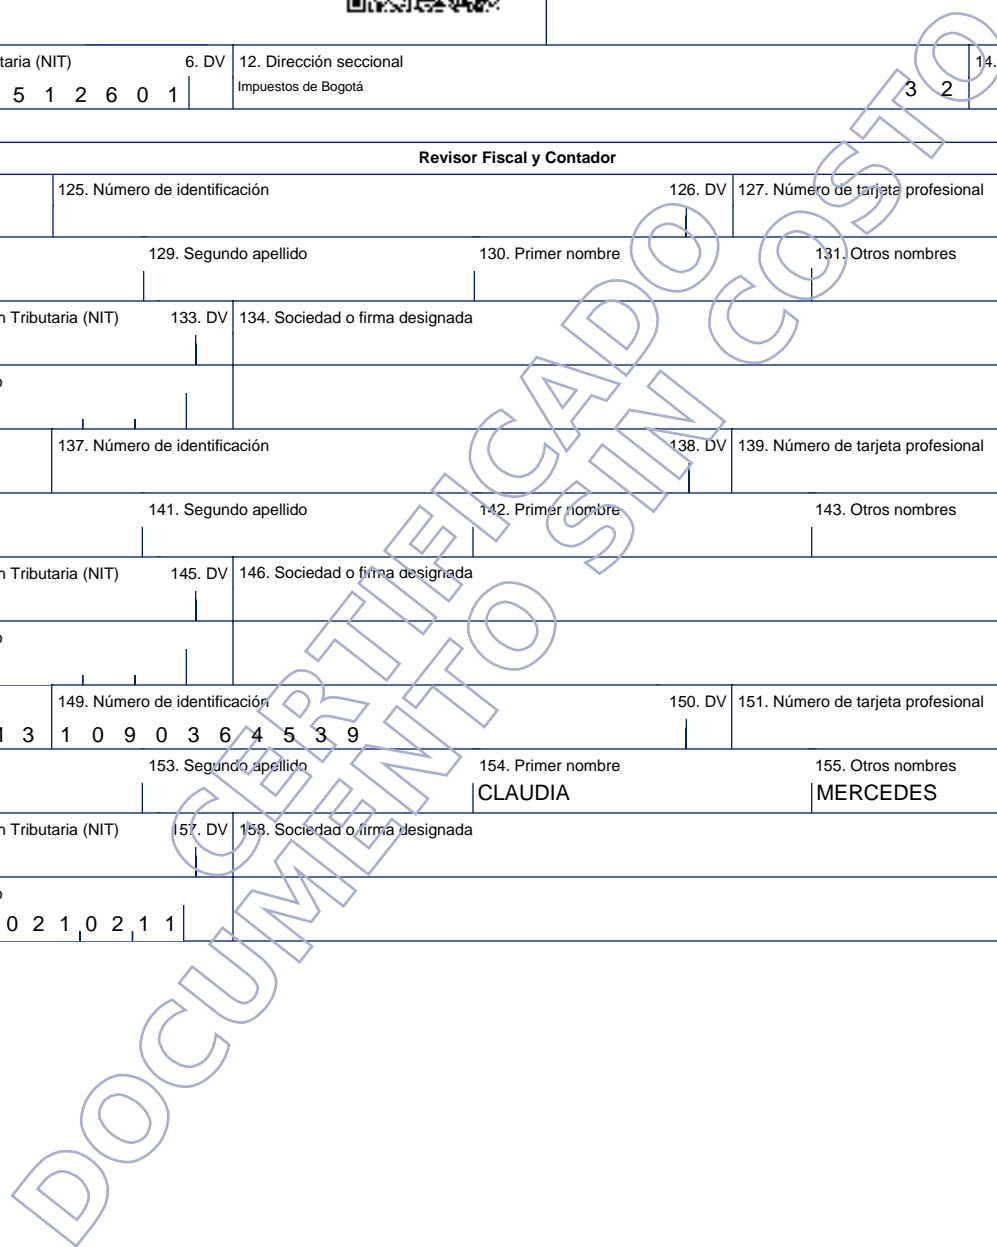 taria (NIT) 6. DV 12. Dirección seccional 14.
5 1 2 6 0 1 Impuestos de Bogotá 3 2
Revisor Fiscal y Contador
125. Número de identificación 126. DV 127. Número de tarjeta profesional
129. Segundo apellido 130. Primer nombre 131. Otros nombres
n Tributaria (NIT) 133. DV 134. Sociedad o firma designada
o
137. Número de identificación 138. DV 139. Número de tarjeta profesional
141. Segundo apellido 142. Primer nombre 143. Otros nombres
n Tributaria (NIT) 145. DV 146. Sociedad o firma designada
o
149. Número de identificación 150. DV 151. Número de tarjeta profesional
1 3 1 0 9 0 3 6 4 5 3 9
153. Segundo apellido 154. Primer nombre 155. Otros nombres
CLAUDIA MERCEDES
n Tributaria (NIT) 157. DV 158. Sociedad o firma designada
o
0 2 1 0 2 1 1
CERTIFICADO
DOCUMENTO SIN COSTO